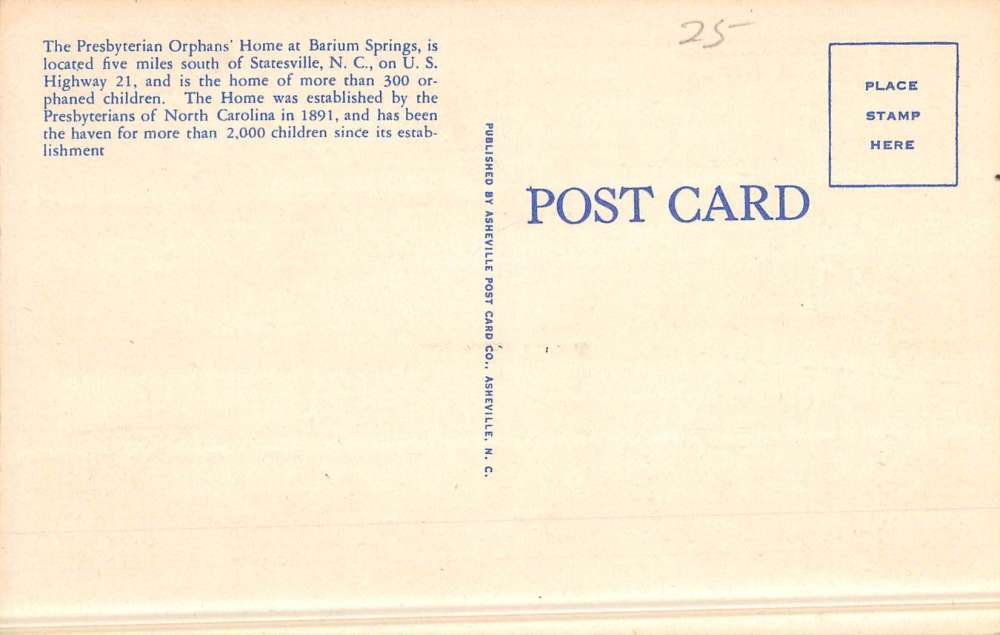 The Presbyterian Orphans' Home at Barium Springs, is
located five miles south of Statesville, N. C., on U. S.
Highway 21, and is the home of more than 300 or-
phaned children. The Home was established by the
Presbyterians of North Carolina in 1891, and has been
the haven for more than 2,000 children since its estab-
lishment
PUBLISHED BY ASHEVILLE POST CARD CO., ASHEVILLE, N. C.
25
POST CARD
PLACE
STAMP
HERE